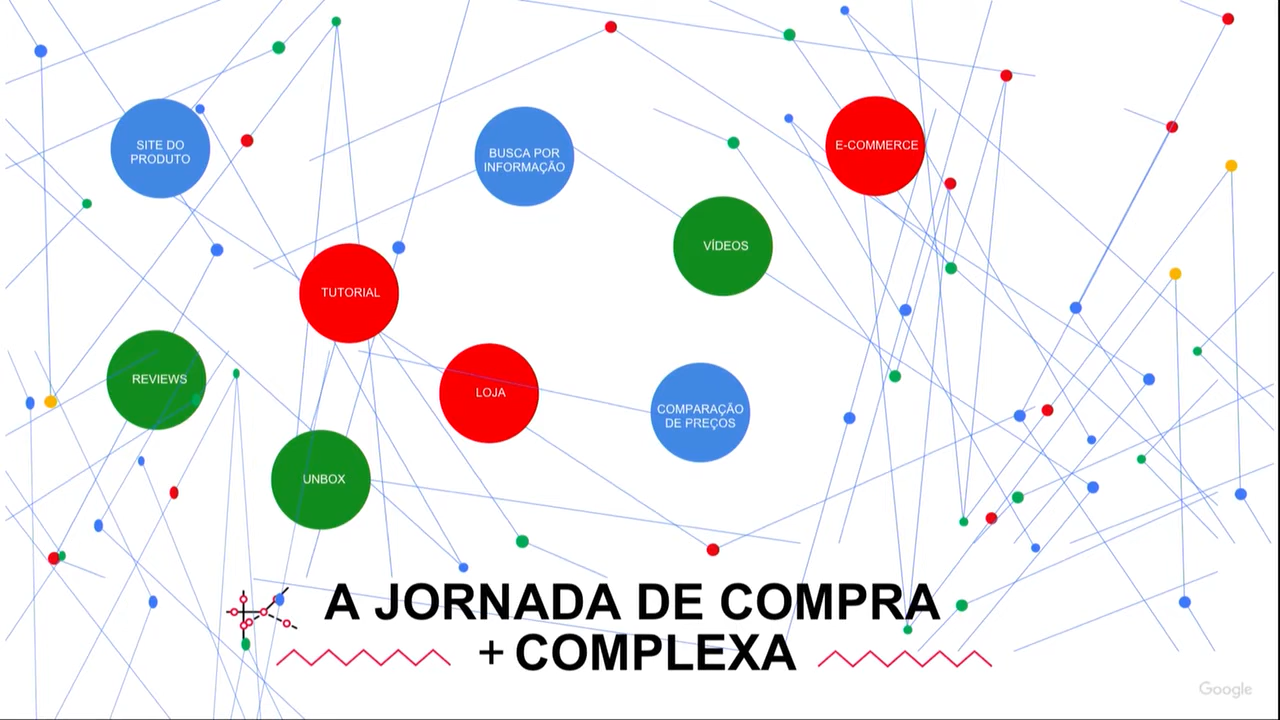 SITE DO
PRODUTO
BUSCA POR
INFORMAÇÃO
E-COMMERCE
VÍDEOS
TUTORIAL
REVIEWS
LOJA
COMPARAÇÃO
DE PREÇOS
UNBOX
A JORNADA DE COMPRA
+ COMPLEXA
Google